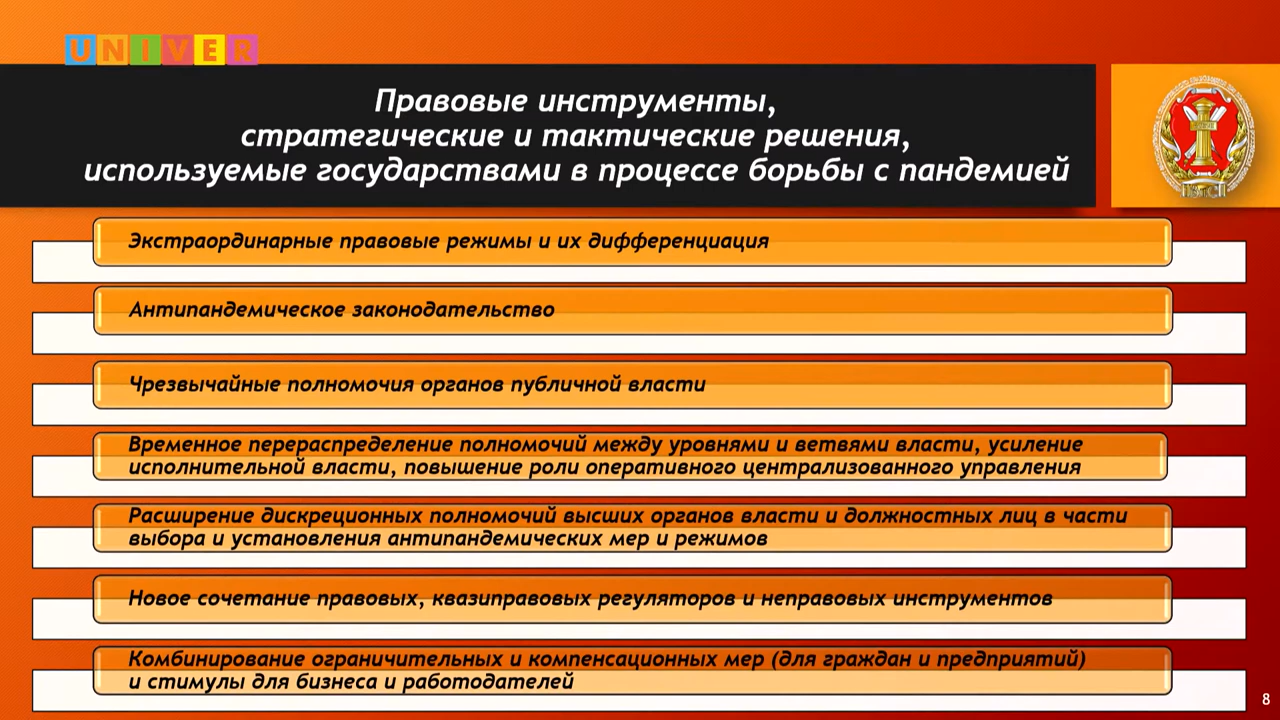 UNIVER
Правовые инструменты,
стратегические и тактические решения,
используемые государствами в процессе борьбы с пандемией
Экстраординарные правовые режимы и их дифференциация
Антипандемическое законодательство
Чрезвычайные полномочия органов публичной власти
Временное перераспределение полномочий между уровнями и ветвями власти, усиление
исполнительной власти, повышение роли оперативного централизованного управления
Расширение дискреционных полномочий высших органов власти и должностных лиц в части
выбора и установления антипандемических мер и режимов
Новое сочетание правовых, квазиправовых регуляторов и неправовых инструментов
Комбинирование ограничительных и компенсационных мер (для граждан и предприятий)
и стимулы для бизнеса и работодателей
8